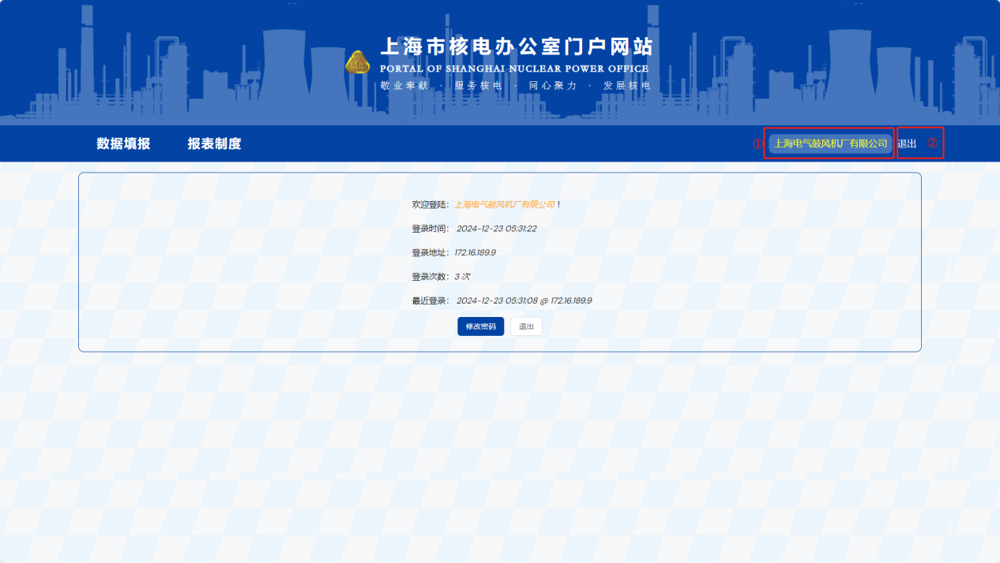 上海市核电办公室门户网站
PORTAL OF SHANGHAI NUCLEAR POWER OFFICE
敬业奉献 · 服务核电 · 同心聚力 · 发展核电
数据填报 报表制度 ① 上海电气鼓风机厂有限公司 退出 ②
欢迎登陆：上海电气鼓风机厂有限公司！
登录时间： 2024-12-23 05:31:22
登录地址：172.16.189.9
登录次数：3 次
最近登录： 2024-12-23 05:31:08 @ 172.16.189.9
修改密码 退出